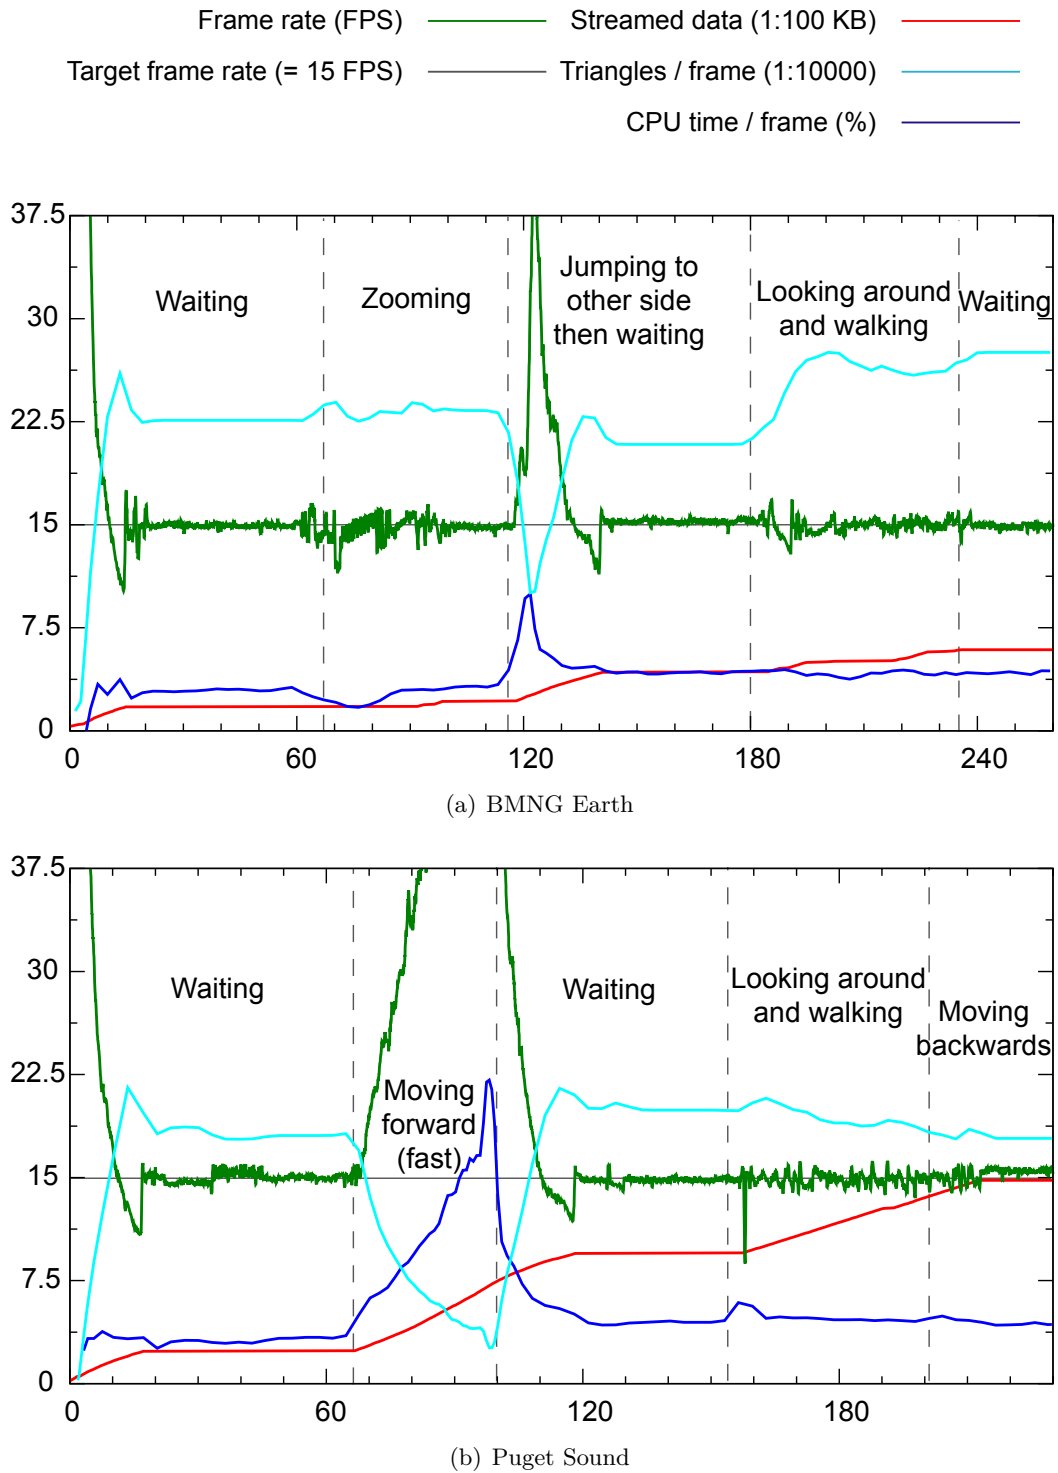 Frame rate (FPS)
Streamed data (1:100 KB)
Target frame rate (= 15 FPS)
Triangles / frame (1:10000)
CPU time / frame (%)
37.5
30
22.5
15
7.5
0
Waiting
Zooming
Jumping to
other side
then waiting
Looking around
and walking
Waiting
0
60
120
180
240
(a) BMNG Earth
37.5
30
22.5
15
7.5
0
Waiting
Moving
forward
(fast)
Waiting
Looking around
and walking
Moving
backwards
0
60
120
180
(b) Puget Sound